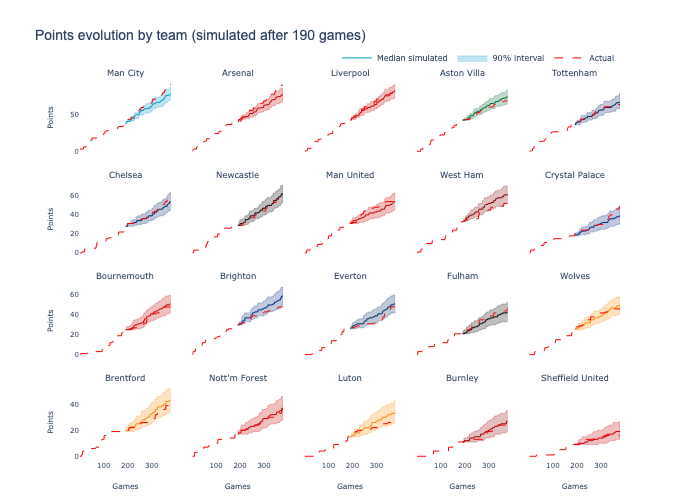 Points evolution by team (simulated after 190 games)
Median simulated 90% interval Actual
Man City Arsenal Liverpool Aston Villa Tottenham
Points
50
0
Chelsea Newcastle Man United West Ham Crystal Palace
Points
60
40
20
0
Bournemouth Brighton Everton Fulham Wolves
Points
60
40
20
0
Brentford Nott'm Forest Luton Burnley Sheffield United
Points
40
20
0
100 200 300 100 200 300 100 200 300 100 200 300 100 200 300
Games Games Games Games Games